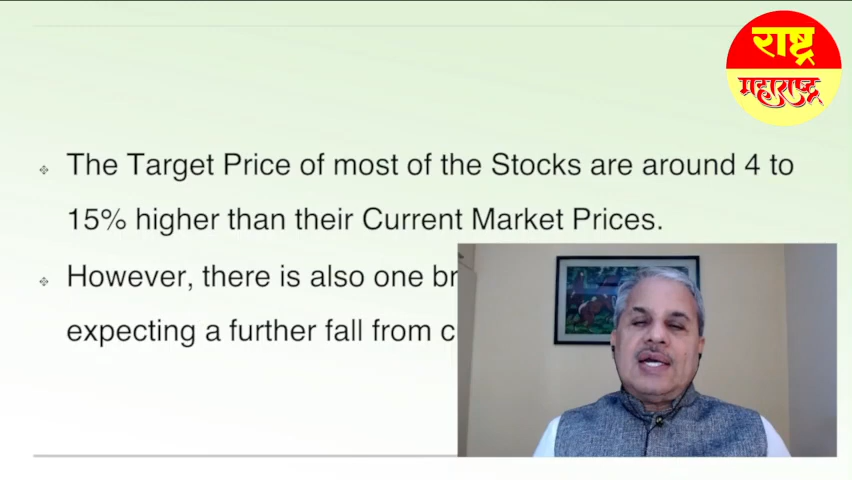 राष्ट्र
महाराष्ट्र
The Target Price of most of the Stocks are around 4 to
15% higher than their Current Market Prices.
However, there is also one br
expecting a further fall from c